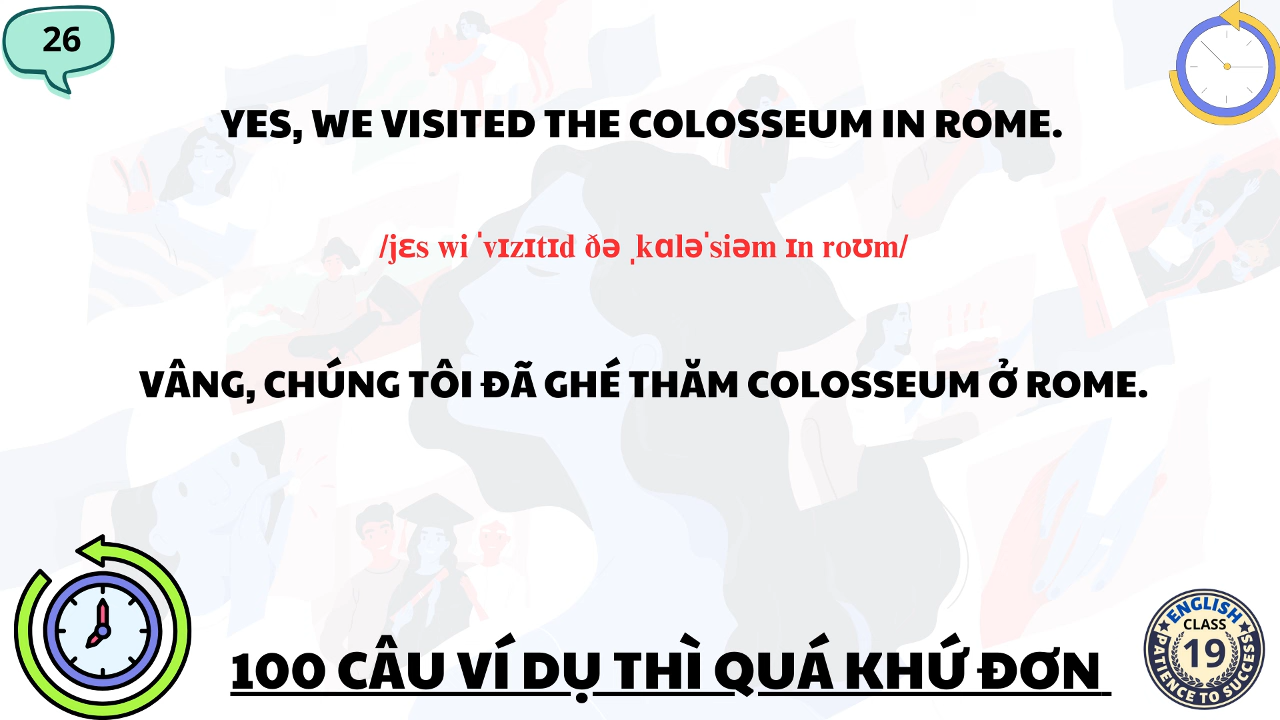 26
YES, WE VISITED THE COLOSSEUM IN ROME.
/jɛs wi ˈvɪzɪtɪd ðə ˌkɑləˈsiəm ɪn roʊm/
VÂNG, CHÚNG TÔI ĐÃ GHÉ THĂM COLOSSEUM Ở ROME.
100 CÂU VÍ DỤ THÌ QUÁ KHỨ ĐƠN
ENGLISH
CLASS
19
PATIENCE TO SUCCESS